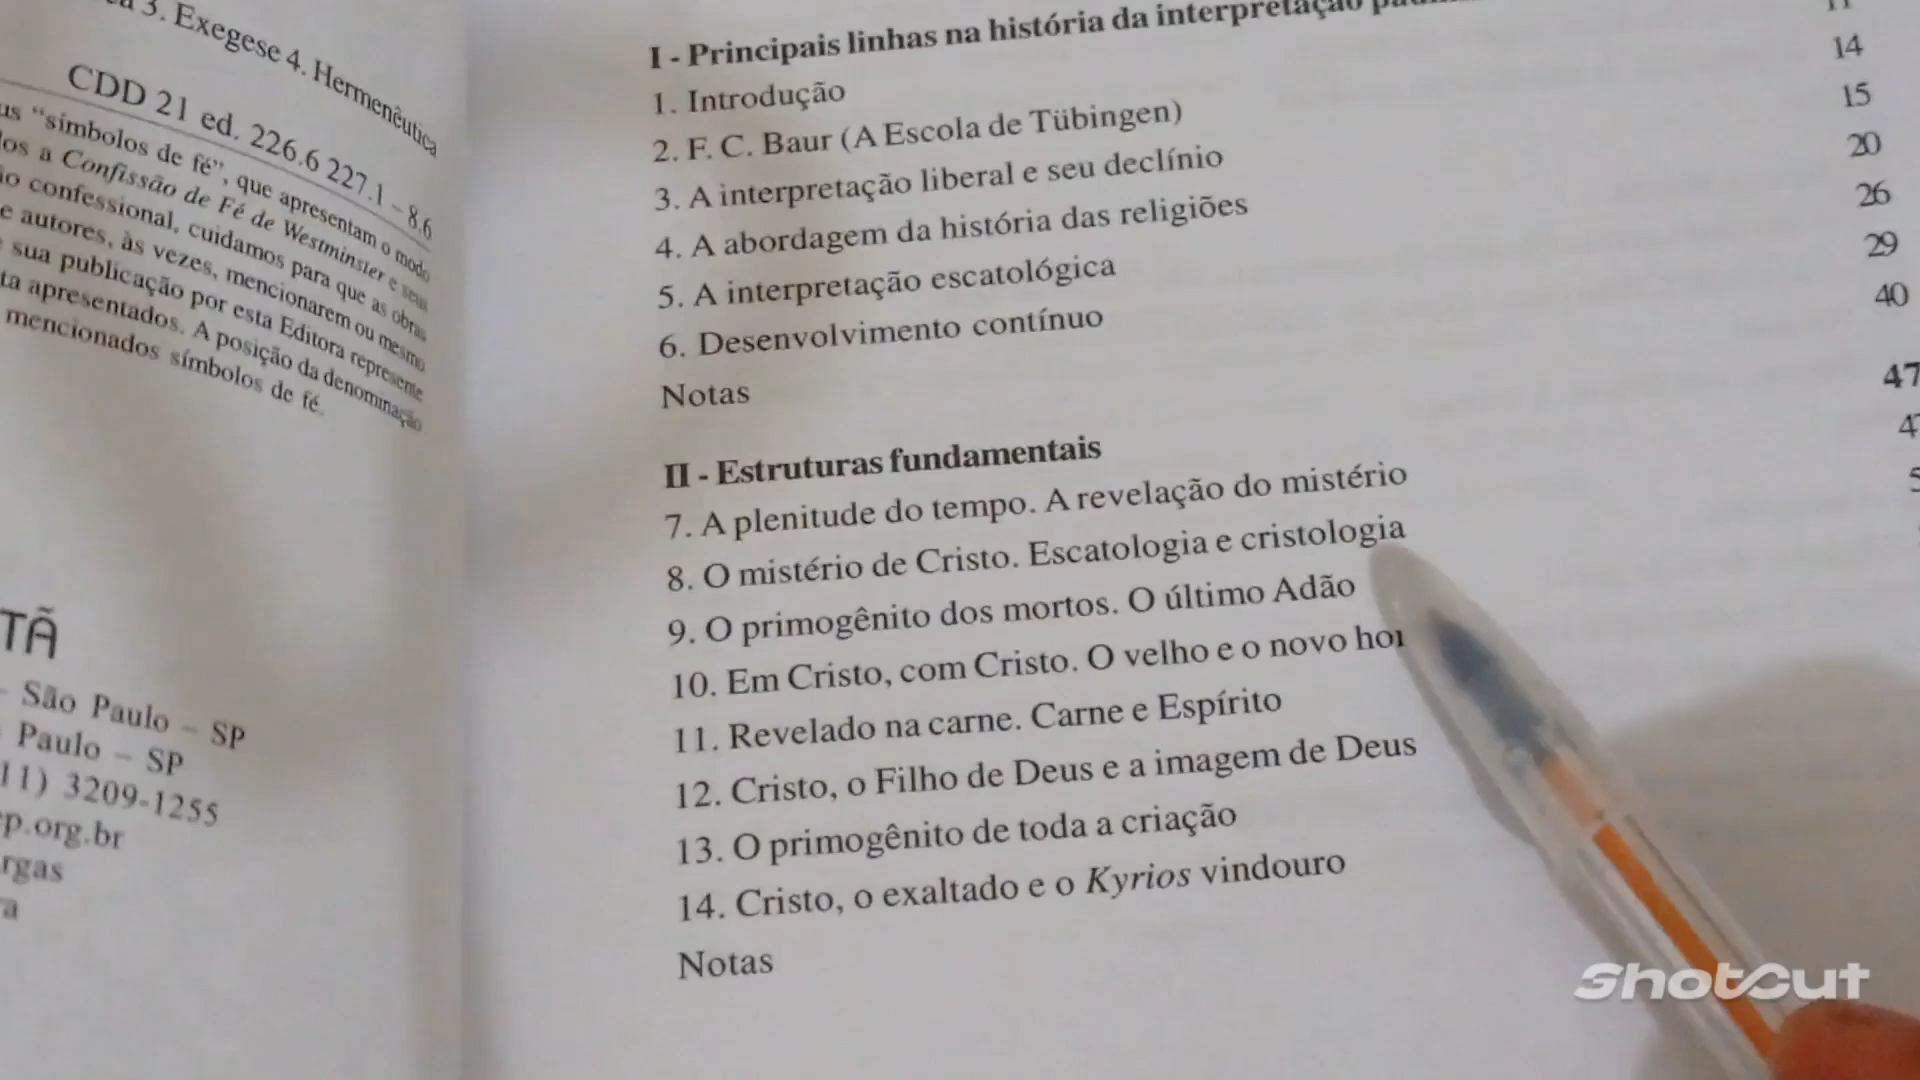 3. Exegese 4. Hermenêutica
CDD 21 ed. 226.6 227.1 – 8.6
"símbolos de fé", que apresentam o modo
a Confissão de Fé de Westminster e seus
confessional, cuidamos para que as obras
e autores, às vezes, mencionarem ou mesmo
sua publicação por esta Editora represente
apresentados. A posição da denominação
mencionados símbolos de fé.
São Paulo – SP
Paulo – SP
11) 3209-1255
p.org.br
I - Principais linhas na história da interpretação
1. Introdução
14
2. F. C. Baur (A Escola de Tübingen)
15
3. A interpretação liberal e seu declínio
20
4. A abordagem da história das religiões
26
5. A interpretação escatológica
29
6. Desenvolvimento contínuo
40
Notas
47
II - Estruturas fundamentais
7. A plenitude do tempo. A revelação do mistério
8. O mistério de Cristo. Escatologia e cristologia
9. O primogênito dos mortos. O último Adão
10. Em Cristo, com Cristo. O velho e o novo
11. Revelado na carne. Carne e Espírito
12. Cristo, o Filho de Deus e a imagem de Deus
13. O primogênito de toda a criação
14. Cristo, o exaltado e o Kyrios vindouro
Notas
ShotCut